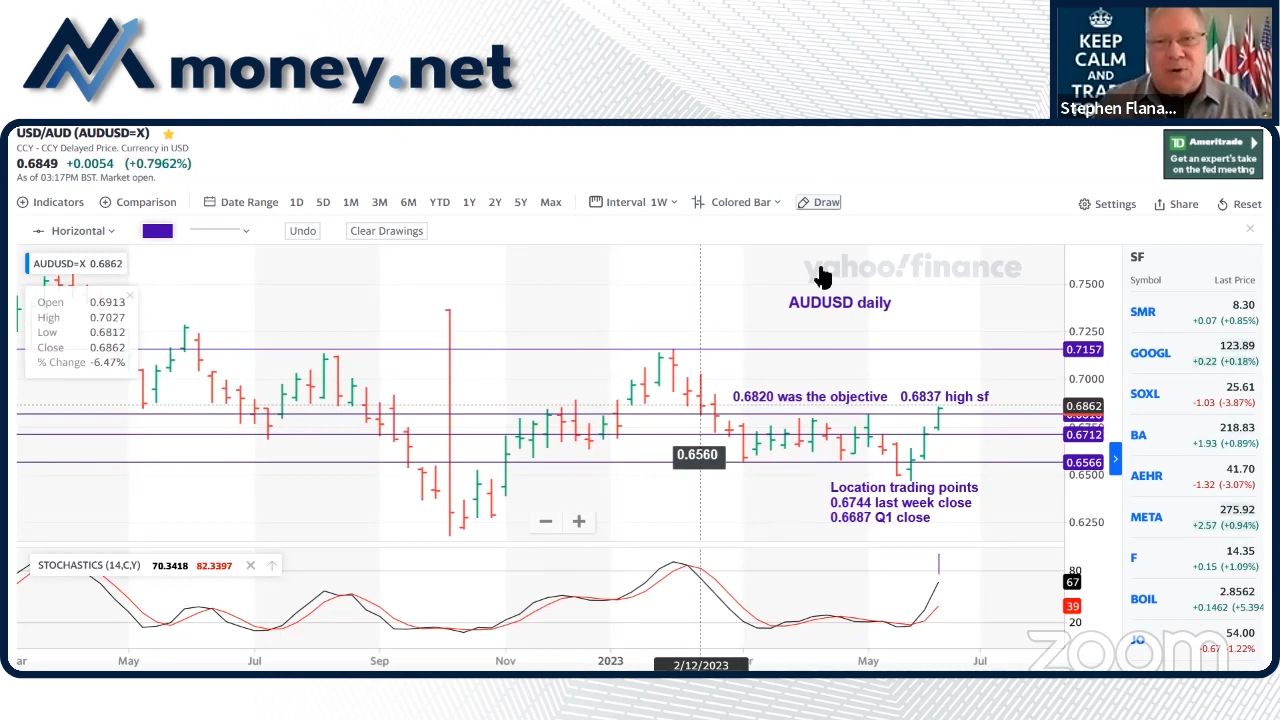 money.net
KEEP
CALM
AND
TRA
Stephen Flana...
USD/AUD (AUDUSD=X)
CCY - CCY Delayed Price. Currency in USD
0.6849 +0.0054 (+0.7962%)
As of 03:17PM BST. Market open.
TD Ameritrade
Get an expert's take
on the fed meeting
Indicators Comparison Date Range 1D 5D 1M 3M 6M YTD 1Y 2Y 5Y Max Interval 1W Colored Bar Draw Settings Share Reset
Horizontal Undo Clear Drawings
AUDUSD=X 0.6862
Open 0.6913
High 0.7027
Low 0.6812
Close 0.6862
% Change -6.47%
yahoo!finance
AUDUSD daily
0.6820 was the objective 0.6837 high sf
0.6560
Location trading points
0.6744 last week close
0.6687 Q1 close
0.7500
0.7250
0.7157
0.7000
0.6862
0.6712
0.6566
0.6500
0.6250
STOCHASTICS (14,C,Y) 70.3418 82.3397
80
67
39
20
ar May Jul Sep Nov 2023 2/12/2023 May Jul
SF
Symbol Last Price
SMR 8.30
+0.07 (+0.85%)
GOOGL 123.89
+0.22 (+0.18%)
SOXL 25.61
-1.03 (-3.87%)
BA 218.83
+1.93 (+0.89%)
AEHR 41.70
-1.32 (-3.07%)
META 275.92
+2.57 (+0.94%)
F 14.35
+0.15 (+1.09%)
BOIL 2.8562
+0.1462 (+5.394
JO 54.00
-0.67 -1.22%
zoom